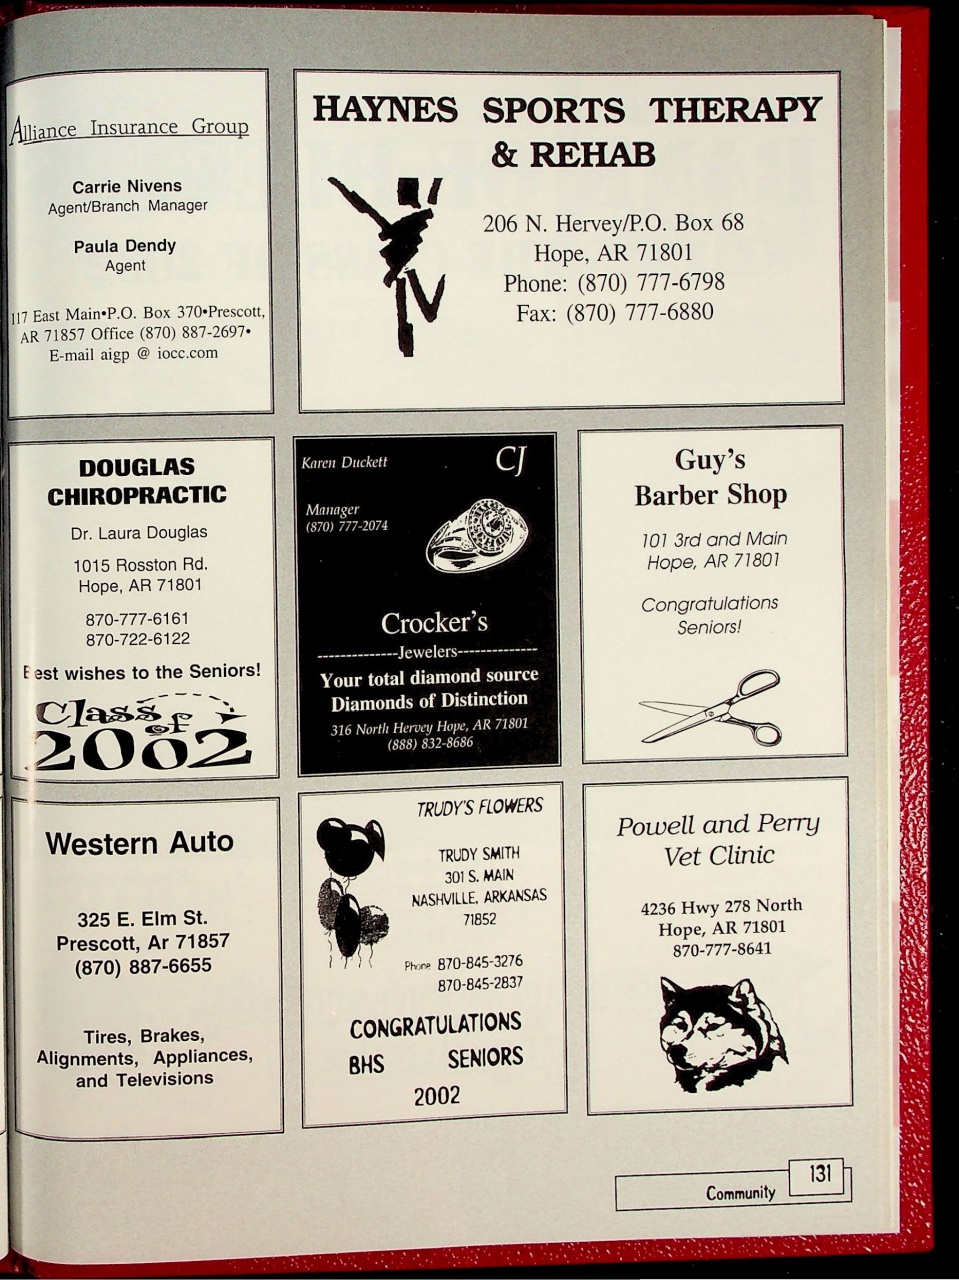 Alliance Insurance Group
Carrie Nivens
Agent/Branch Manager
Paula Dendy
Agent
117 East Main•P.O. Box 370•Prescott,
AR 71857 Office (870) 887-2697•
E-mail aigp @ iocc.com
HAYNES SPORTS THERAPY
& REHAB
206 N. Hervey/P.O. Box 68
Hope, AR 71801
Phone: (870) 777-6798
Fax: (870) 777-6880
DOUGLAS
CHIROPRACTIC
Dr. Laura Douglas
1015 Rosston Rd.
Hope, AR 71801
870-777-6161
870-722-6122
Best wishes to the Seniors!
Class of
2002
Karen Duckett
CJ
Manager
(870) 777-2074
Crocker's
--------------Jewelers--------------
Your total diamond source
Diamonds of Distinction
316 North Hervey Hope, AR 71801
(888) 832-8686
Guy's
Barber Shop
101 3rd and Main
Hope, AR 71801
Congratulations
Seniors!
Western Auto
325 E. Elm St.
Prescott, Ar 71857
(870) 887-6655
Tires, Brakes,
Alignments, Appliances,
and Televisions
TRUDY'S FLOWERS
TRUDY SMITH
301 S. MAIN
NASHVILLE, ARKANSAS
71852
Phone 870-845-3276
870-845-2837
CONGRATULATIONS
BHS SENIORS
2002
Powell and Perry
Vet Clinic
4236 Hwy 278 North
Hope, AR 71801
870-777-8641
Community
131